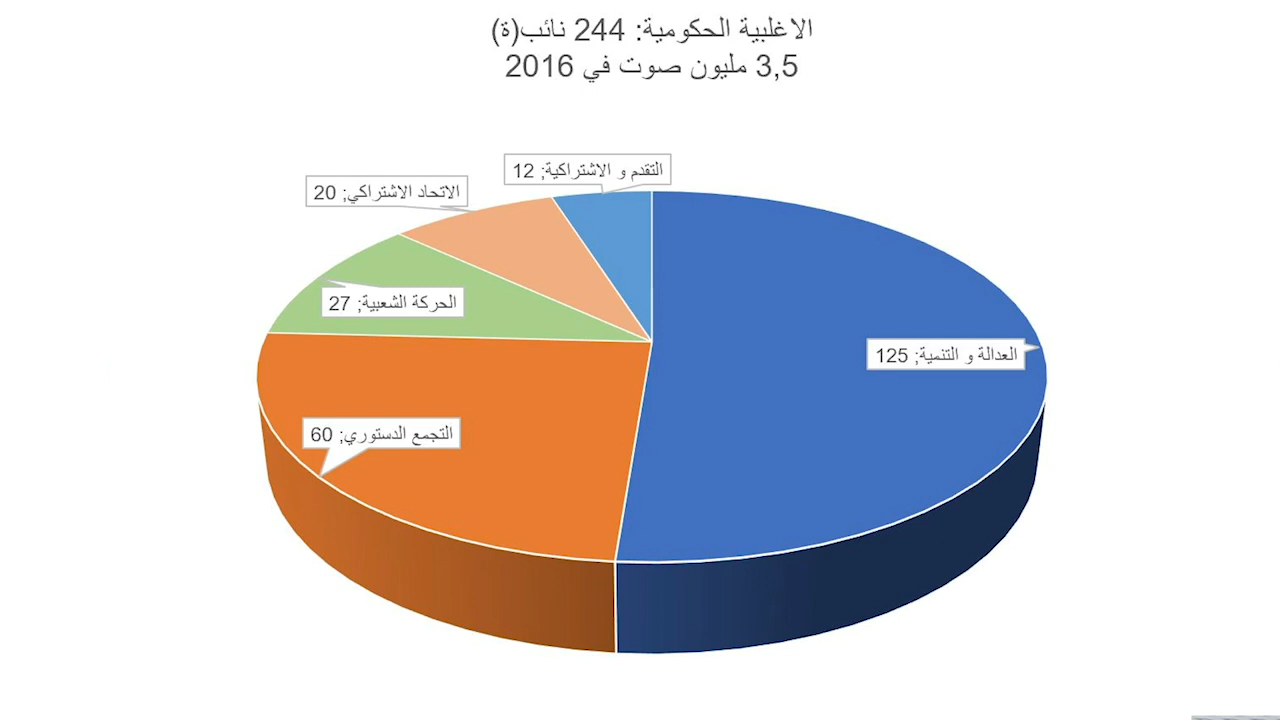 الاغلبية الحكومية: 244 نائب(ة)
3,5 مليون صوت في 2016
التقدم و الاشتراكية; 12
الاتحاد الاشتراكي; 20
الحركة الشعبية; 27
العدالة و التنمية; 125
التجمع الدستوري; 60